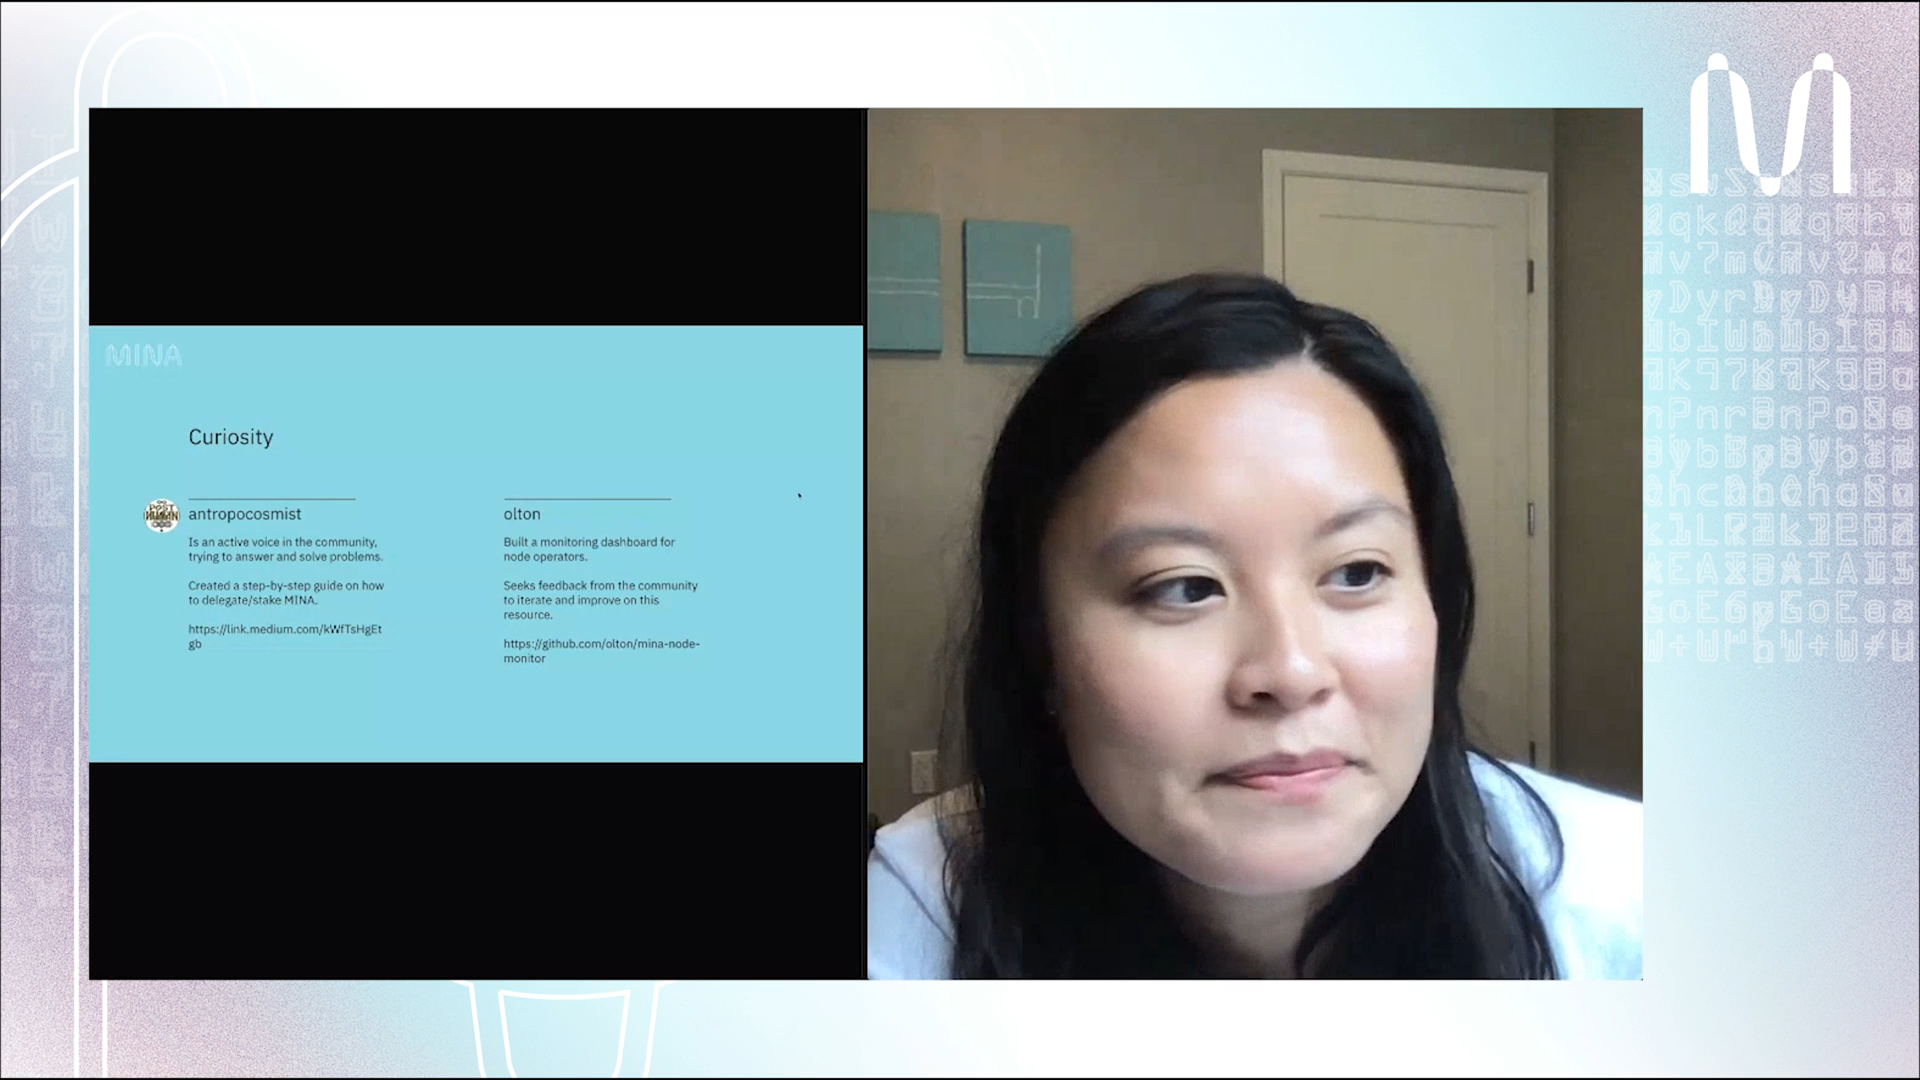 MINA
Curiosity
POST
HUMAN
antropocosmist
Is an active voice in the community,
trying to answer and solve problems.
Created a step-by-step guide on how
to delegate/stake MINA.
https://link.medium.com/kWfTsHgEt
gb
olton
Built a monitoring dashboard for
node operators.
Seeks feedback from the community
to iterate and improve on this
resource.
https://github.com/olton/mina-node-
monitor